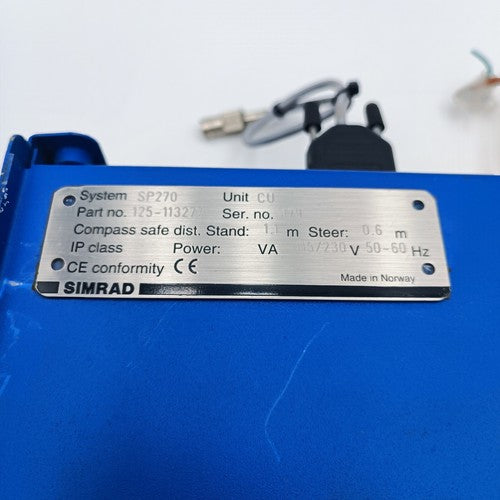 System SP270 Unit CU
Part no. Ser. no.
Compass safe dist. Stand: 1.1 m Steer: 0.6 m
IP class Power: VA V 50-60 Hz
CE conformity CE
Made in Norway
SIMRAD